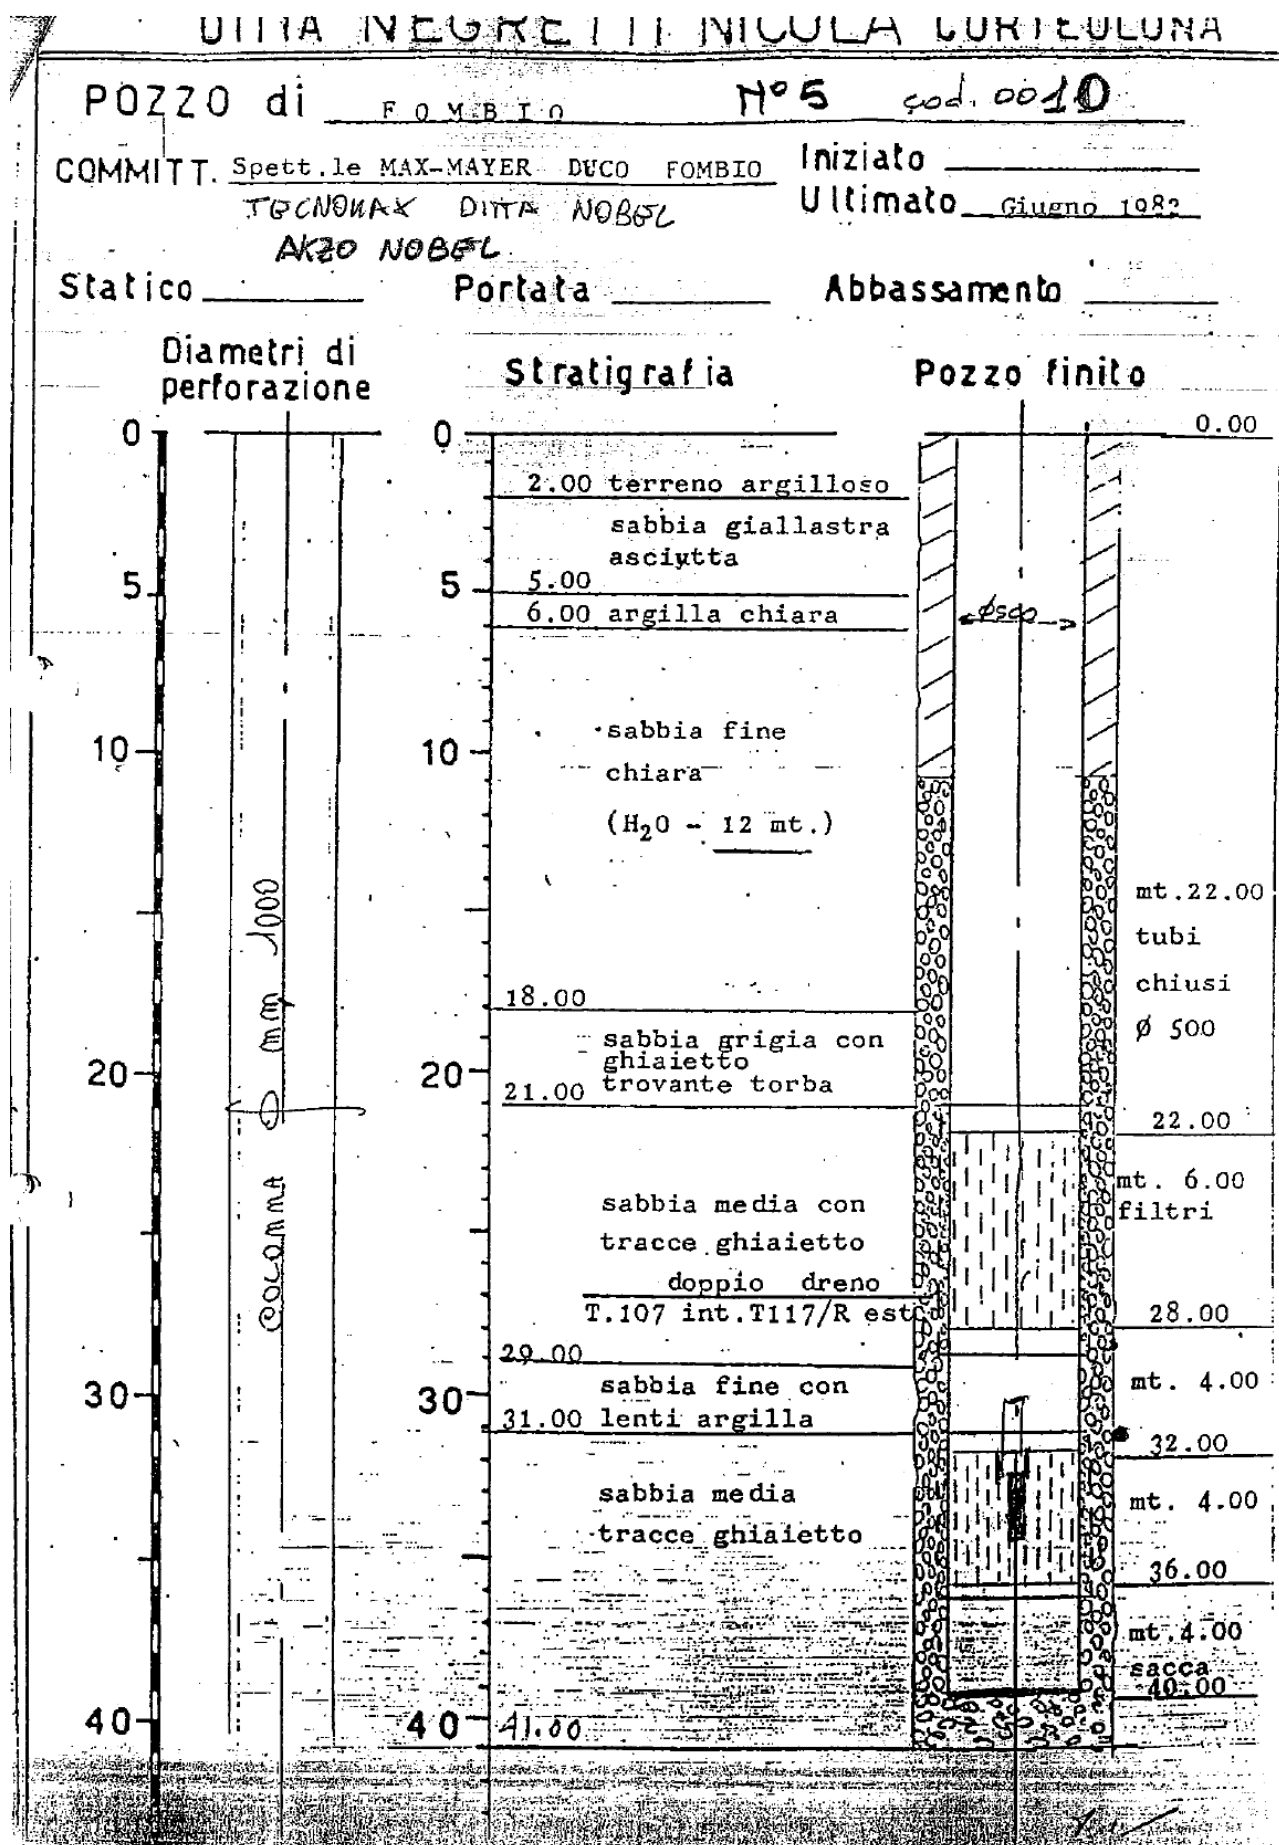 DITTA NEGRETTI NICOLA CORTEOLONA
POZZO di FOMBIO N° 5 cod. 0010
COMMITT. Spett.le MAX-MAYER DUCO FOMBIO
Iniziato
TECNOMAX DITTA NOBEL
Ultimato Giugno 1982
AKZO NOBEL
Statico Portata Abbassamento
Diametri di
perforazione
Stratigrafia
Pozzo finito
0 0 0.00
2.00 terreno argilloso
sabbia giallastra
asciutta
5 5 5.00
6.00 argilla chiara
ø500
10 10
sabbia fine
chiara
(H2O - 12 mt.)
mt.22.00
tubi
chiusi
Ø 500
COLONNA Ø mm 1000
18.00
sabbia grigia con
ghiaietto
trovante torba
20 20
21.00
22.00
mt. 6.00
filtri
sabbia media con
tracce ghiaietto
doppio dreno
T.107 int.T117/R est
28.00
29.00
30 30
sabbia fine con
mt. 4.00
31.00 lenti argilla
32.00
sabbia media
tracce ghiaietto
mt. 4.00
36.00
mt.4.00
sacca
40.00
40 40 41.00